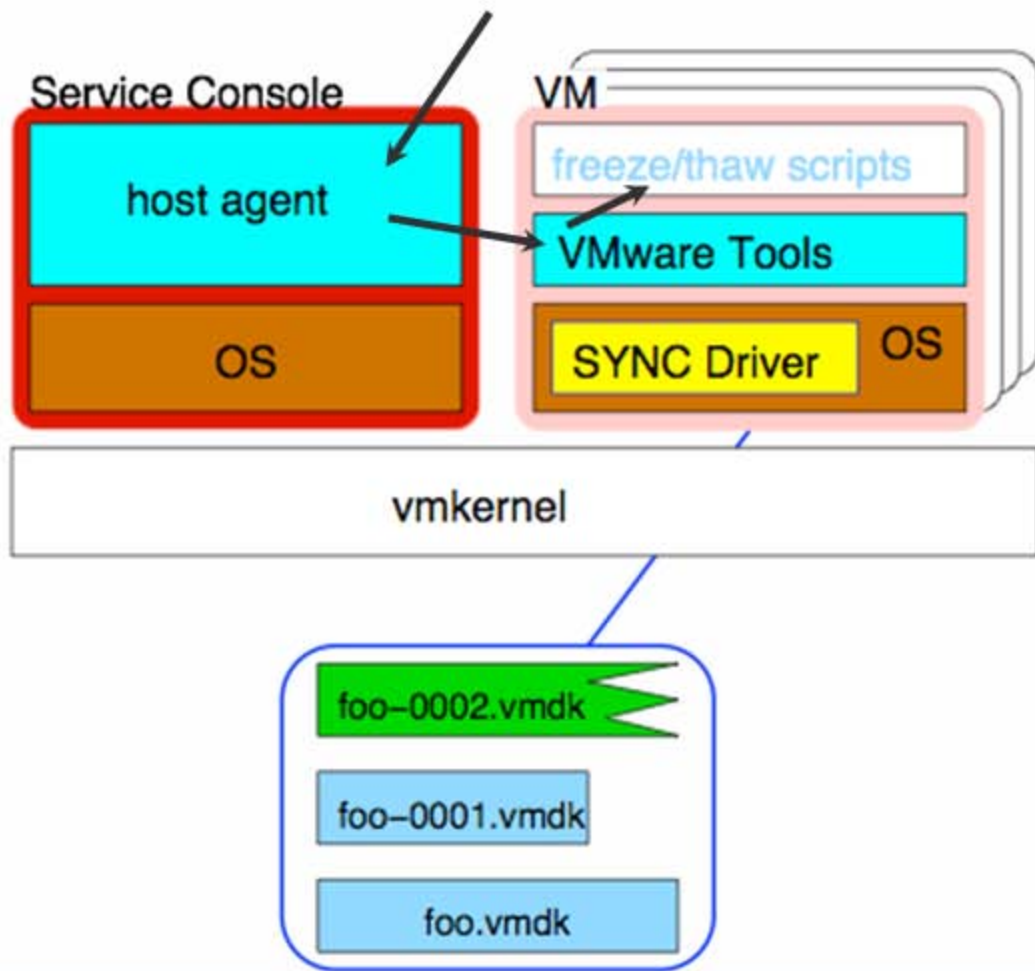 Service Console
VM
host agent
freeze/thaw scripts
VMware Tools
OS
SYNC Driver
OS
vmkernel
foo-0002.vmdk
foo-0001.vmdk
foo.vmdk